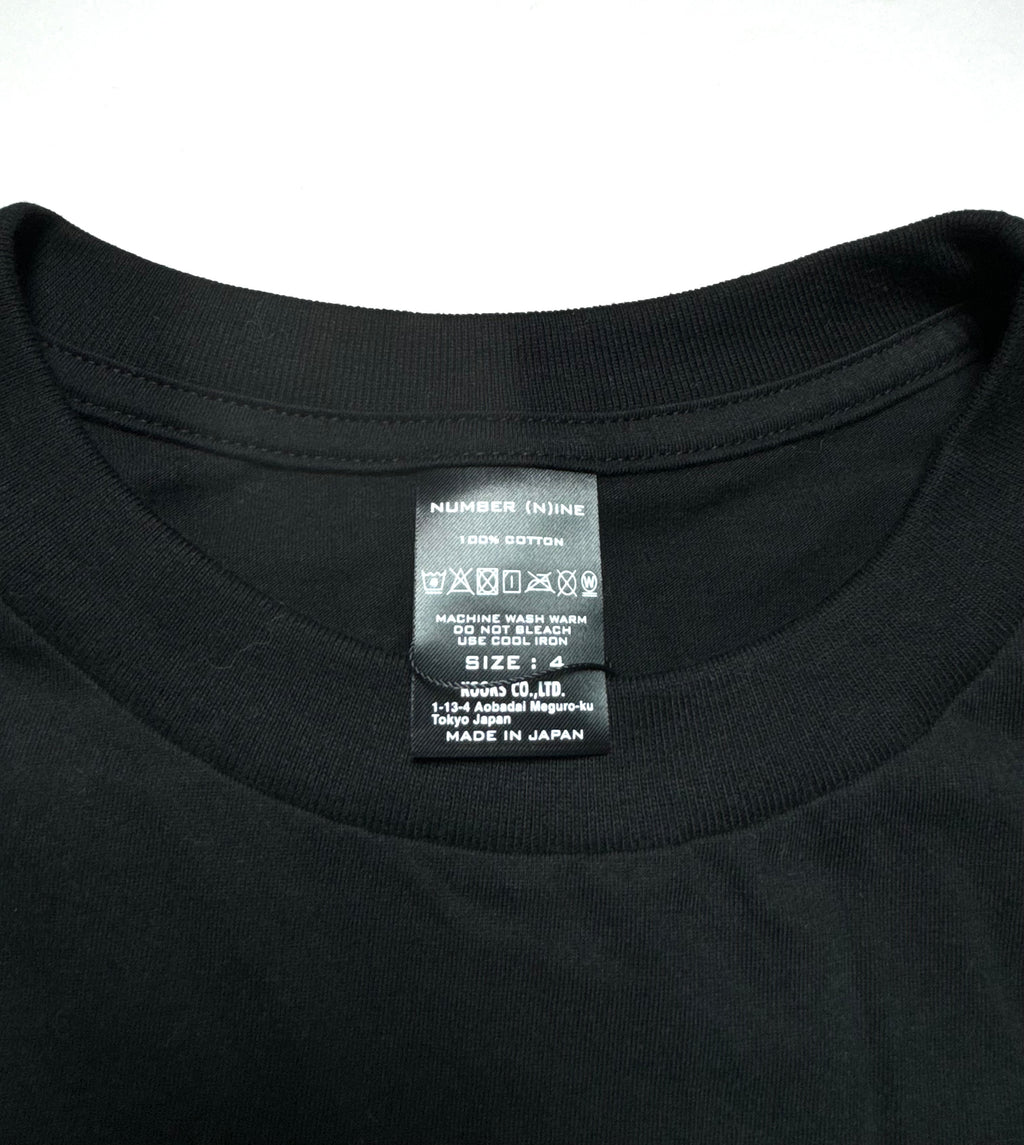 NUMBER (N)INE
100% COTTON
W
MACHINE WASH WARM
DO NOT BLEACH
USE COOL IRON
SIZE : 4
KOOKS CO.,LTD.
1-13-4 Aobadai Meguro-ku
Tokyo Japan
MADE IN JAPAN